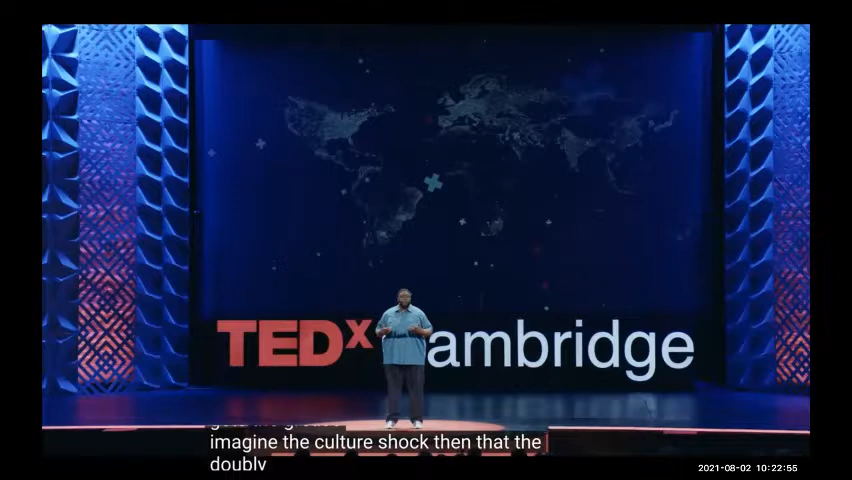 TEDx ambridge
imagine the culture shock then that the
doubly
2021-08-02 10:22:55